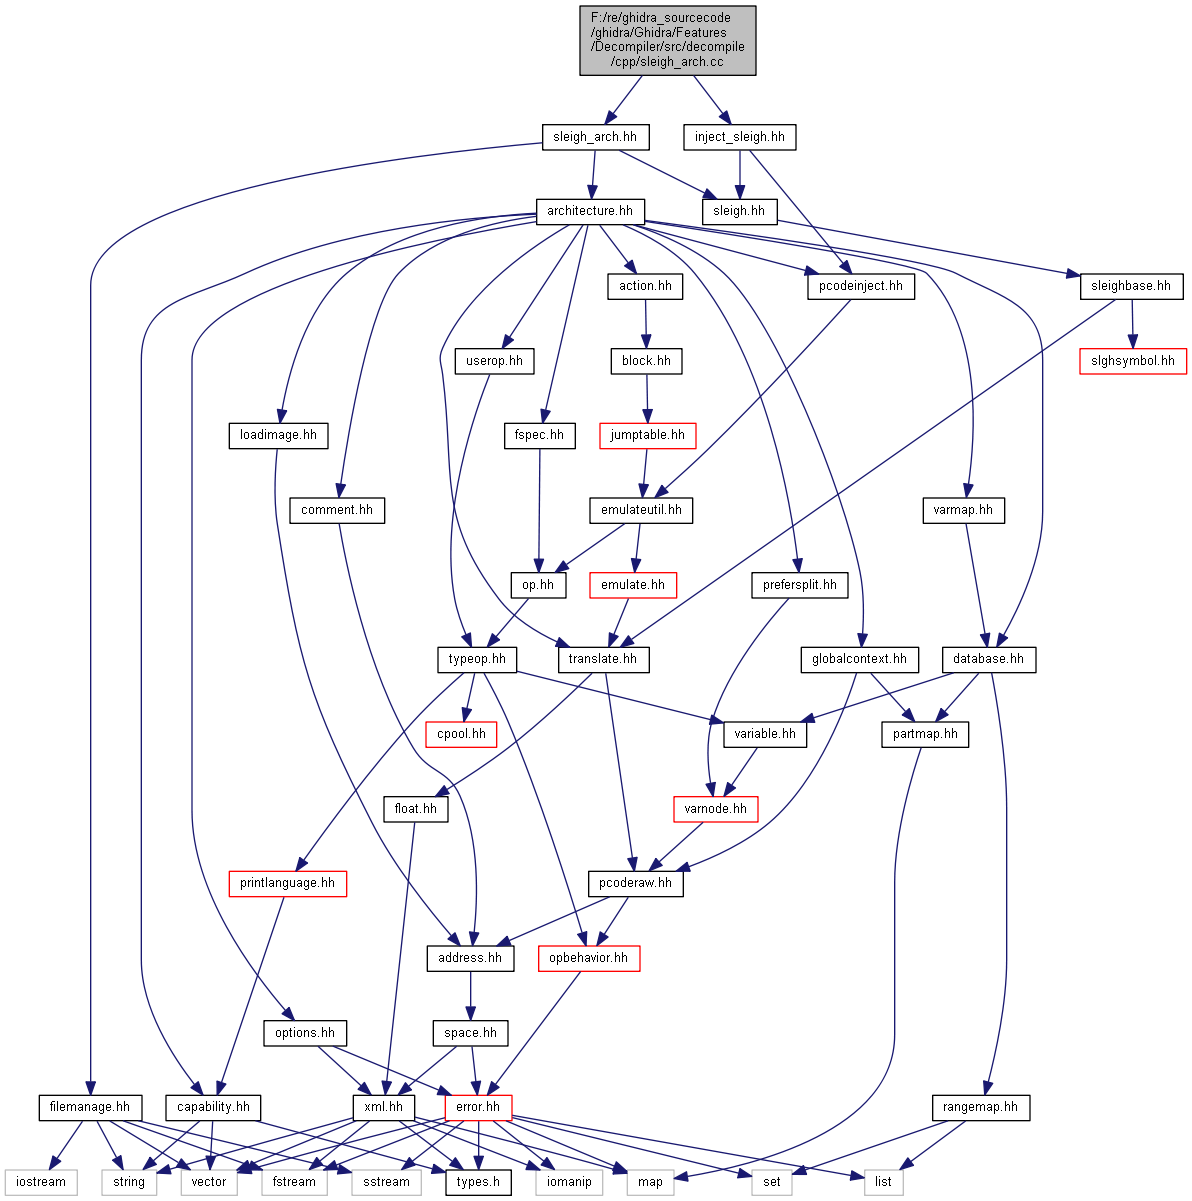 F:/re/ghidra_sourcecode
/ghidra/Ghidra/Features
/Decompiler/src/decompile
/cpp/sleigh_arch.cc
sleigh_arch.hh
inject_sleigh.hh
architecture.hh
sleigh.hh
action.hh
pcodeinject.hh
sleighbase.hh
userop.hh
block.hh
slghsymbol.hh
loadimage.hh
fspec.hh
jumptable.hh
comment.hh
emulateutil.hh
varmap.hh
op.hh
emulate.hh
prefersplit.hh
typeop.hh
translate.hh
globalcontext.hh
database.hh
cpool.hh
variable.hh
partmap.hh
float.hh
varnode.hh
printlanguage.hh
pcoderaw.hh
address.hh
opbehavior.hh
options.hh
space.hh
filemanage.hh
capability.hh
xml.hh
error.hh
rangemap.hh
iostream
string
vector
fstream
sstream
types.h
iomanip
map
set
list